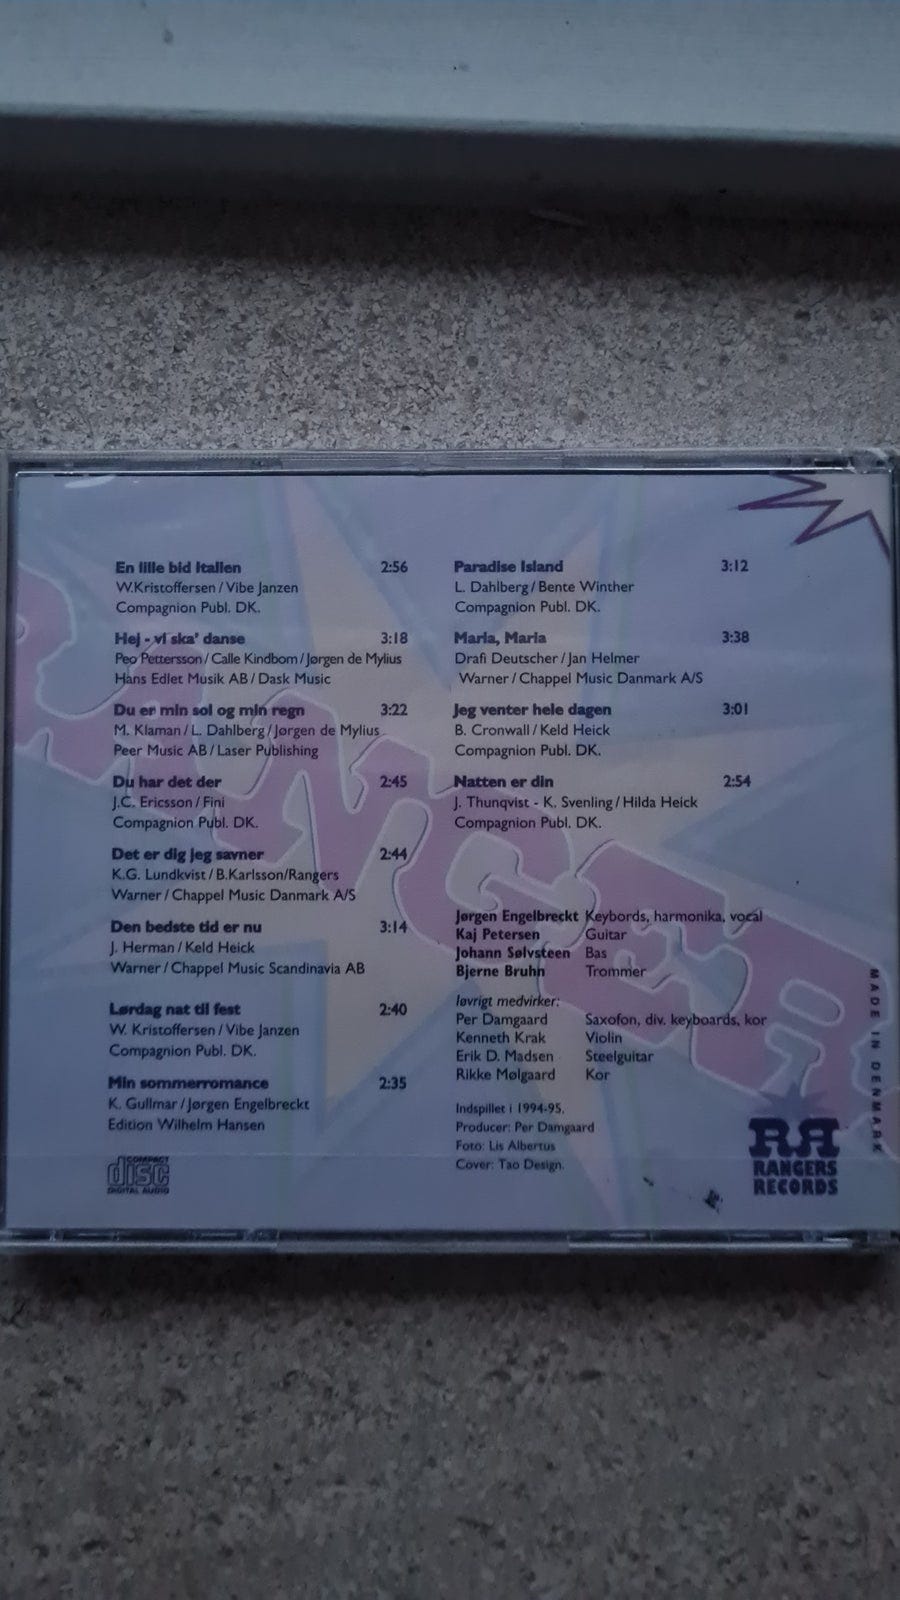 En lille bid Italien 2:56
W.Kristoffersen / Vibe Janzen
Compagnion Publ. DK.
Hej - vi ska' danse 3:18
Peo Pettersson / Calle Kindbom / Jørgen de Mylius
Hans Edlet Musik AB / Dask Music
Du er min sol og min regn 3:22
M. Klaman / L. Dahlberg / Jørgen de Mylius
Peer Music AB / Laser Publishing
Du har det der 2:45
J.C. Ericsson / Fini
Compagnion Publ. DK.
Det er dig jeg savner 2:44
K.G. Lundkvist / B.Karlsson/Rangers
Warner / Chappel Music Danmark A/S
Den bedste tid er nu 3:14
J. Herman / Keld Heick
Warner / Chappel Music Scandinavia AB
Lørdag nat til fest 2:40
W. Kristoffersen / Vibe Janzen
Compagnion Publ. DK.
Min sommerromance 2:35
K. Gullmar / Jørgen Engelbreckt
Edition Wilhelm Hansen
COMPACT
disc
DIGITAL AUDIO
Paradise Island 3:12
L. Dahlberg / Bente Winther
Compagnion Publ. DK.
Maria, Maria 3:38
Drafi Deutscher / Jan Helmer
Warner / Chappel Music Danmark A/S
Jeg venter hele dagen 3:01
B. Cronwall / Keld Heick
Compagnion Publ. DK.
Natten er din 2:54
J. Thunqvist - K. Svenling / Hilda Heick
Compagnion Publ. DK.
Jørgen Engelbreckt Keybords, harmonika, vocal
Kaj Petersen Guitar
Johann Sølvsteen Bas
Bjerne Bruhn Trommer
Iøvrigt medvirker:
Per Damgaard Saxofon, div. keyboards, kor
Kenneth Krak Violin
Erik D. Madsen Steelguitar
Rikke Mølgaard Kor
Indspillet i 1994-95.
Producer: Per Damgaard
Foto: Lis Albertus
Cover: Tao Design.
RR
RANGERS
RECORDS
MADE IN DENMARK
RANGERS